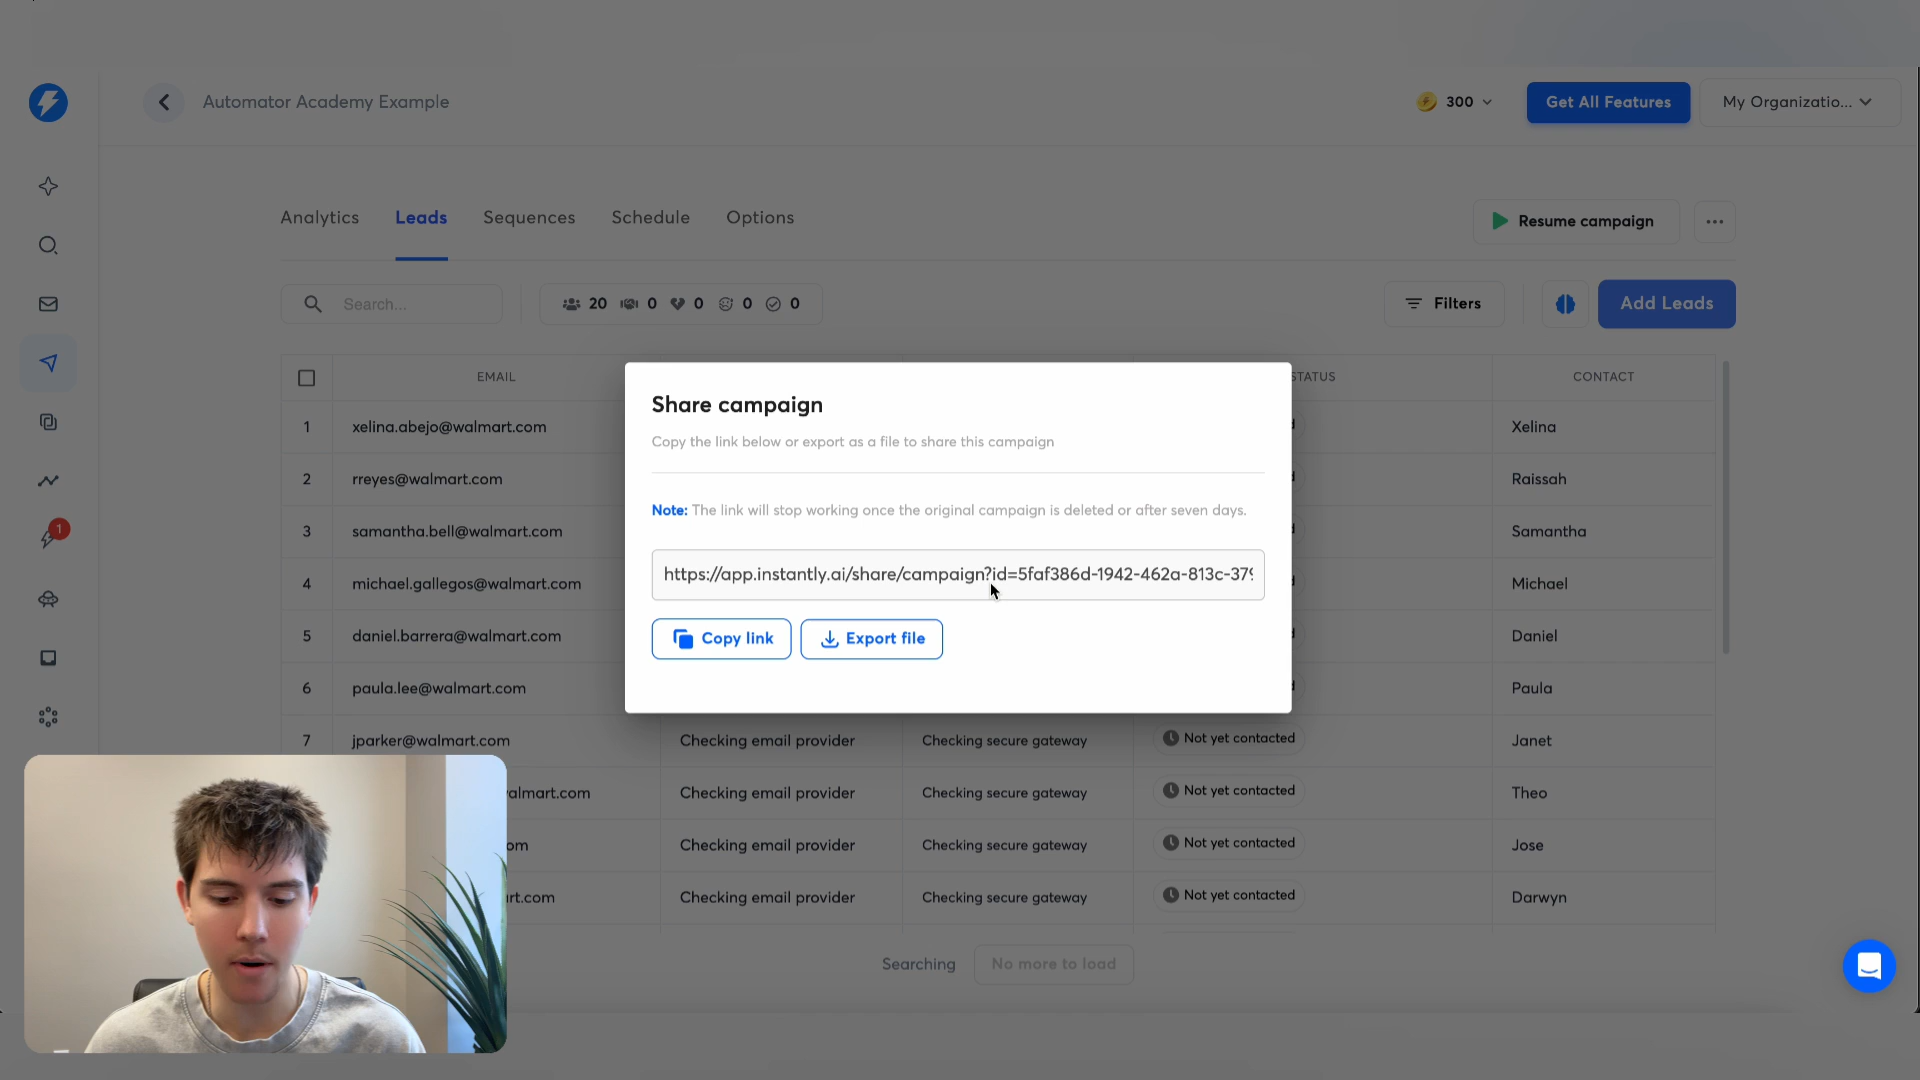 Automator Academy Example
300
Get All Features
My Organizatio...
Analytics
Leads
Sequences
Schedule
Options
Resume campaign
Search...
20 0 0 0 0
Filters
Add Leads
EMAIL
STATUS
CONTACT
1 xelina.abejo@walmart.com Xelina
2 rreyes@walmart.com Raissah
3 samantha.bell@walmart.com Samantha
4 michael.gallegos@walmart.com Michael
5 daniel.barrera@walmart.com Daniel
6 paula.lee@walmart.com Paula
Share campaign
Copy the link below or export as a file to share this campaign
Note: The link will stop working once the original campaign is deleted or after seven days.
https://app.instantly.ai/share/campaign?id=5faf386d-1942-462a-813c-379
Copy link
Export file
7 jparker@walmart.com Checking email provider Checking secure gateway Not yet contacted Janet
almart.com Checking email provider Checking secure gateway Not yet contacted Theo
om Checking email provider Checking secure gateway Not yet contacted Jose
rt.com Checking email provider Checking secure gateway Not yet contacted Darwyn
Searching
No more to load
1